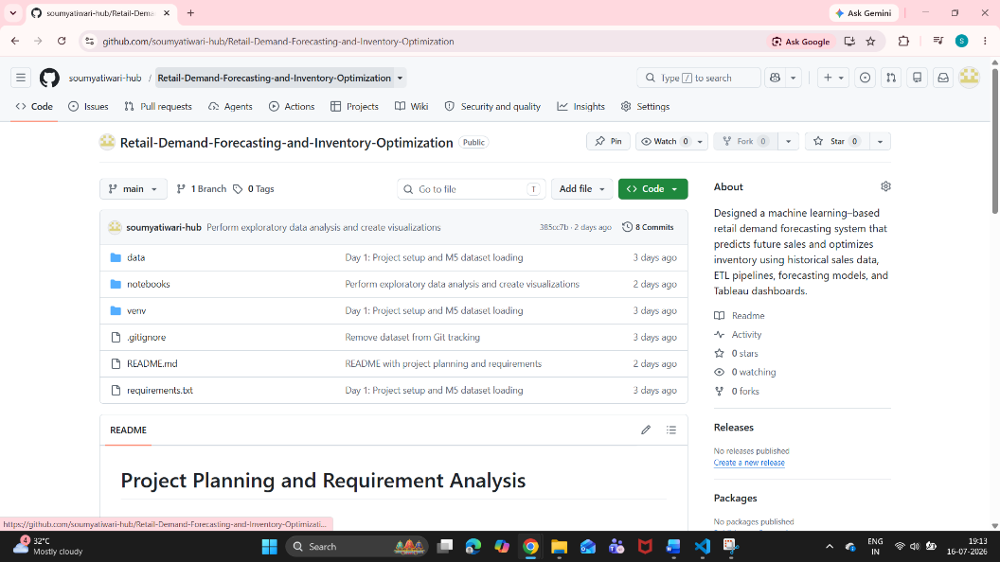 soumyatiwari-hub/Retail-Dema
Ask Gemini
github.com/soumyatiwari-hub/Retail-Demand-Forecasting-and-Inventory-Optimization
Ask Google
S
soumyatiwari-hub / Retail-Demand-Forecasting-and-Inventory-Optimization
Type / to search
Code Issues Pull requests Agents Actions Projects Wiki Security and quality Insights Settings
Retail-Demand-Forecasting-and-Inventory-Optimization Public
Pin Watch 0 Fork 0 Star 0
main 1 Branch 0 Tags Go to file T Add file Code
soumyatiwari-hub Perform exploratory data analysis and create visualizations 385cc7b · 2 days ago 8 Commits
data Day 1: Project setup and M5 dataset loading 3 days ago
notebooks Perform exploratory data analysis and create visualizations 2 days ago
venv Day 1: Project setup and M5 dataset loading 3 days ago
.gitignore Remove dataset from Git tracking 3 days ago
README.md README with project planning and requirements 2 days ago
requirements.txt Day 1: Project setup and M5 dataset loading 3 days ago
README
Project Planning and Requirement Analysis
About
Designed a machine learning–based
retail demand forecasting system that
predicts future sales and optimizes
inventory using historical sales data,
ETL pipelines, forecasting models, and
Tableau dashboards.
Readme
Activity
0 stars
0 watching
0 forks
Releases
No releases published
Create a new release
Packages
No packages published
https://github.com/soumyatiwari-hub/Retail-Demand-Forecasting-and-Inventory-Optimizati...
4
32°C
Mostly cloudy
Search
ENG
IN
19:13
16-07-2026